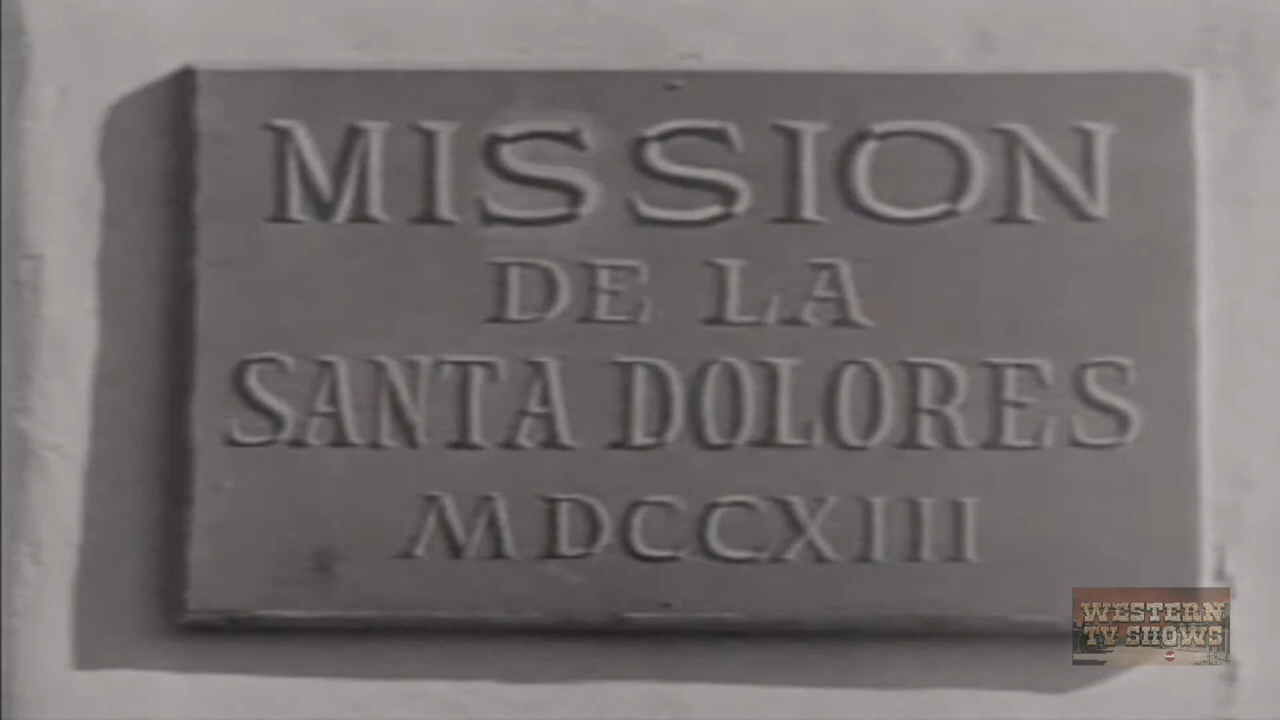 MISSION
DE LA
SANTA DOLORES
MDCCXIII
WESTERN
TV SHOWS